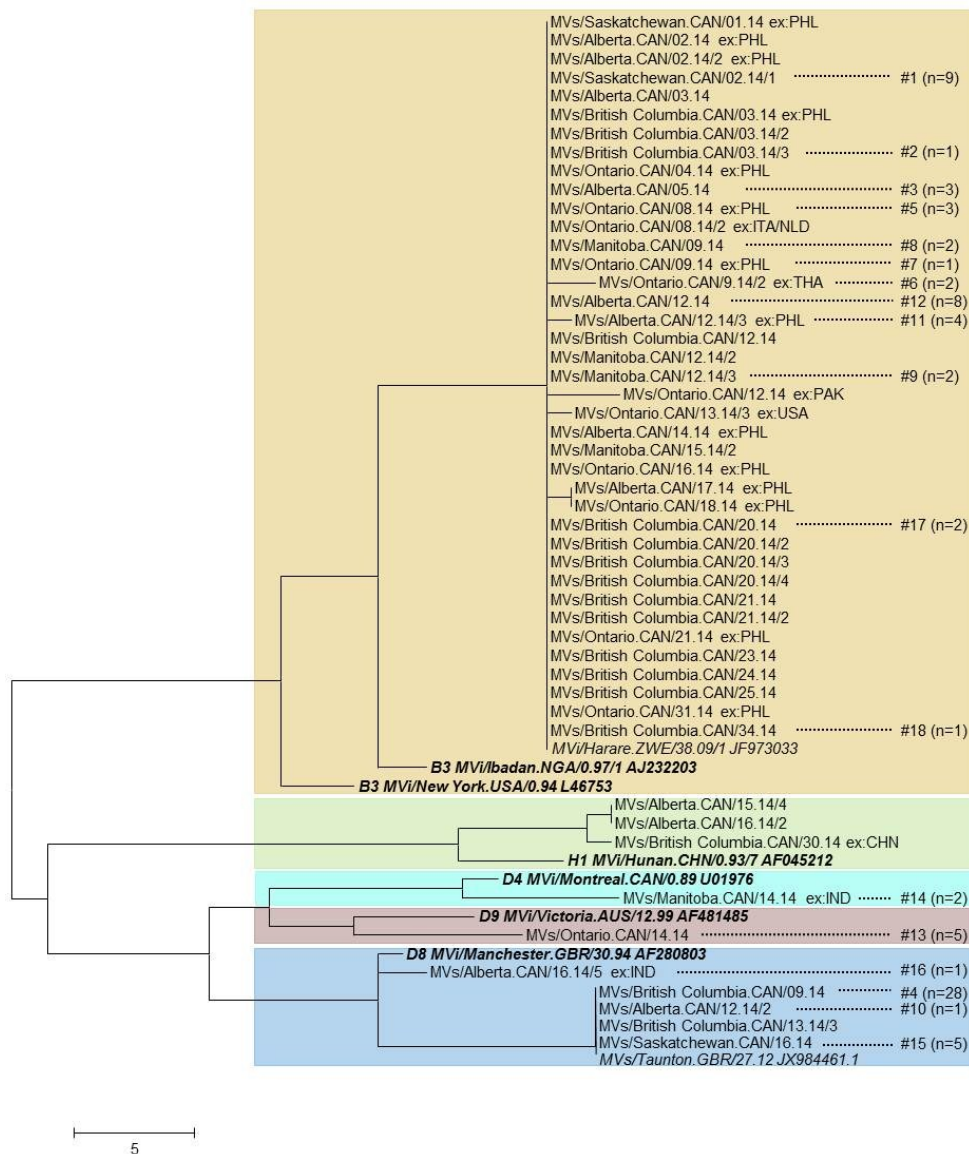 MVs/Saskatchewan.CAN/01.14 ex:PHL
MVs/Alberta.CAN/02.14 ex:PHL
MVs/Alberta.CAN/02.14/2 ex:PHL
MVs/Saskatchewan.CAN/02.14/1 #1 (n=9)
MVs/Alberta.CAN/03.14
MVs/British Columbia.CAN/03.14 ex:PHL
MVs/British Columbia.CAN/03.14/2
MVs/British Columbia.CAN/03.14/3 #2 (n=1)
MVs/Ontario.CAN/04.14 ex:PHL
MVs/Alberta.CAN/05.14 #3 (n=3)
MVs/Ontario.CAN/08.14 ex:PHL #5 (n=3)
MVs/Ontario.CAN/08.14/2 ex:ITA/NLD
MVs/Manitoba.CAN/09.14 #8 (n=2)
MVs/Ontario.CAN/09.14 ex:PHL #7 (n=1)
MVs/Ontario.CAN/9.14/2 ex:THA #6 (n=2)
MVs/Alberta.CAN/12.14 #12 (n=8)
MVs/Alberta.CAN/12.14/3 ex:PHL #11 (n=4)
MVs/British Columbia.CAN/12.14
MVs/Manitoba.CAN/12.14/2
MVs/Manitoba.CAN/12.14/3 #9 (n=2)
MVs/Ontario.CAN/12.14 ex:PAK
MVs/Ontario.CAN/13.14/3 ex:USA
MVs/Alberta.CAN/14.14 ex:PHL
MVs/Manitoba.CAN/15.14/2
MVs/Ontario.CAN/16.14 ex:PHL
MVs/Alberta.CAN/17.14 ex:PHL
MVs/Ontario.CAN/18.14 ex:PHL
MVs/British Columbia.CAN/20.14 #17 (n=2)
MVs/British Columbia.CAN/20.14/2
MVs/British Columbia.CAN/20.14/3
MVs/British Columbia.CAN/20.14/4
MVs/British Columbia.CAN/21.14
MVs/British Columbia.CAN/21.14/2
MVs/Ontario.CAN/21.14 ex:PHL
MVs/British Columbia.CAN/23.14
MVs/British Columbia.CAN/24.14
MVs/British Columbia.CAN/25.14
MVs/Ontario.CAN/31.14 ex:PHL
MVs/British Columbia.CAN/34.14 #18 (n=1)
MVi/Harare.ZWE/38.09/1 JF973033
B3 MVi/Ibadan.NGA/0.97/1 AJ232203
B3 MVi/New York.USA/0.94 L46753
MVs/Alberta.CAN/15.14/4
MVs/Alberta.CAN/16.14/2
MVs/British Columbia.CAN/30.14 ex:CHN
H1 MVi/Hunan.CHN/0.93/7 AF045212
D4 MVi/Montreal.CAN/0.89 U01976
MVs/Manitoba.CAN/14.14 ex:IND #14 (n=2)
D9 MVi/Victoria.AUS/12.99 AF481485
MVs/Ontario.CAN/14.14 #13 (n=5)
D8 MVi/Manchester.GBR/30.94 AF280803
MVs/Alberta.CAN/16.14/5 ex:IND #16 (n=1)
MVs/British Columbia.CAN/09.14 #4 (n=28)
MVs/Alberta.CAN/12.14/2 #10 (n=1)
MVs/British Columbia.CAN/13.14/3
MVs/Saskatchewan.CAN/16.14 #15 (n=5)
MVs/Taunton.GBR/27.12 JX984461.1
5